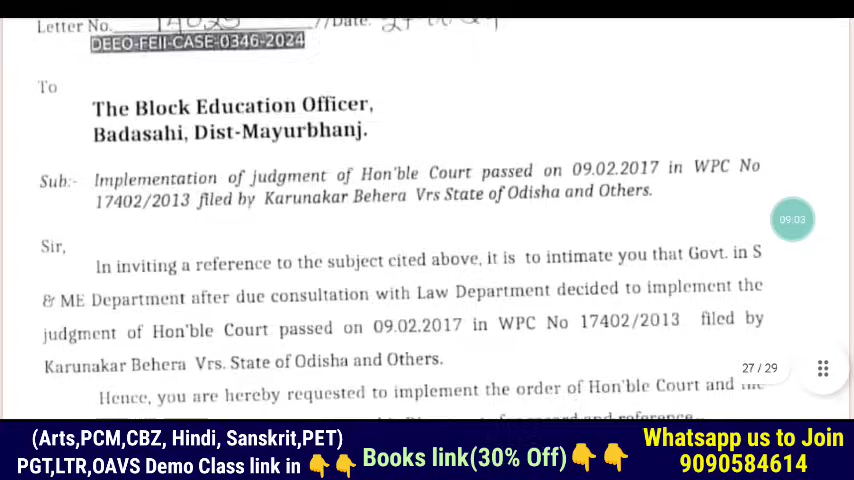 Letter No. 14025 //Date.
DEEO-FEII-CASE-0346-2024
To
The Block Education Officer,
Badasahi, Dist-Mayurbhanj.
Sub:- Implementation of judgment of Hon'ble Court passed on 09.02.2017 in WPC No
17402/2013 filed by Karunakar Behera Vrs State of Odisha and Others.
09:03
Sir,
In inviting a reference to the subject cited above, it is to intimate you that Govt. in S
& ME Department after due consultation with Law Department decided to implement the
judgment of Hon'ble Court passed on 09.02.2017 in WPC No 17402/2013 filed by
Karunakar Behera Vrs. State of Odisha and Others.
27 / 29
Hence, you are hereby requested to implement the order of Hon'ble Court and
for record and reference
(Arts,PCM,CBZ, Hindi, Sanskrit,PET)
PGT,LTR,OAVS Demo Class link in 👇👇
Books link(30% Off)👇👇
Whatsapp us to Join
9090584614